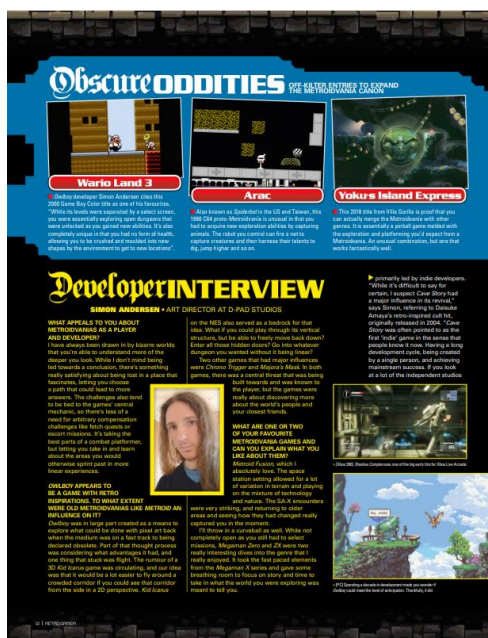 Obscure ODDITIES
OFF-KILTER ENTRIES TO EXPAND
THE METROIDVANIA CANON
Wario Land 3
Owlboy developer Simon Andersen cites this
2000 Game Boy Color title as one of his favourites.
"While its levels were separated by a select screen,
you were essentially exploring open dungeons that
were unlocked as you gained new abilities. It's also
completely unique in that you had no form of health,
allowing you to be crushed and moulded into new
shapes by the environment to get to new locations".
Arac
Also known as Spiderbot in the US and Taiwan, this
1986 C64 proto-Metroidvania is unusual in that you
had to acquire new exploration abilities by capturing
animals. The robot you control can fire a net to
capture creatures and then harness their talents to
dig, jump higher and so on.
Yoku's Island Express
This 2018 title from Villa Gorilla is proof that you
can actually merge the Metroidvania with other
genres. It is essentially a pinball game melded with
the exploration and platforming you'd expect from a
Metroidvania. An unusual combination, but one that
works fantastically well.
Developer INTERVIEW
SIMON ANDERSEN • ART DIRECTOR AT D-PAD STUDIOS
WHAT APPEALS TO YOU ABOUT
METROIDVANIAS AS A PLAYER
AND DEVELOPER?
I have always been drawn in by bizarre worlds
that you're able to understand more of the
deeper you look. While I don't mind being
led towards a conclusion, there's something
really satisfying about being lost in a place that
fascinates, letting you choose
a path that could lead to more
answers. The challenges also tend
to be tied to the games' central
mechanic, so there's less of a
need for arbitrary compensation
challenges like fetch quests or
escort missions. It's taking the
best parts of a combat platformer,
but letting you take in and learn
about the areas you would
otherwise sprint past in more
linear experiences.
OWLBOY APPEARS TO
BE A GAME WITH RETRO
INSPIRATIONS. TO WHAT EXTENT
WERE OLD METROIDVANIAS LIKE METROID AN
INFLUENCE ON IT?
Owlboy was in large part created as a means to
explore what could be done with pixel art back
when the medium was on a fast track to being
declared obsolete. Part of the thought process
was considering what advantages it had, and
one thing that stuck was flight. The rumour of a
3D Kid Icarus game was circulating, and our idea
was that it would be a lot easier to fly around a
crowded corridor if you could see that corridor
from the side in a 2D perspective. Kid Icarus
on the NES also served as a bedrock for that
idea. What if you could play through its vertical
structure, but be able to freely move back down?
Enter all those hidden doors? Go into whatever
dungeon you wanted without it being linear?
Two other games that had major influences
were Chrono Trigger and Majora's Mask. In both
games, there was a central threat that was being
built towards and was known to
the player, but the games were
really about discovering more
about the world's people and
your closest friends.
WHAT ARE ONE OR TWO
OF YOUR FAVOURITE
METROIDVANIA GAMES AND
CAN YOU EXPLAIN WHAT YOU
LIKE ABOUT THEM?
Metroid Fusion, which I
absolutely love. The space
station setting allowed for a lot
of variation in terrain and playing
on the mixture of technology
and nature. The SA-X encounters
were very striking, and returning to older
areas and seeing how they had changed really
captured you in the moment.
I'll throw in a curveball as well. While not
completely open as you still had to select
missions, Megaman Zero and ZX were two
really interesting dives into the genre that I
really enjoyed. It took the fast paced elements
from the Megaman X series and gave some
breathing room to focus on story and time to
take in what the world you were exploring was
meant to tell you.
primarily led by indie developers.
"While it's difficult to say for
certain, I suspect Cave Story had
a major influence in its revival,"
says Simon, referring to Daisuke
Amaya's retro-inspired cult hit,
originally released in 2004. "Cave
Story was often pointed to as the
first 'indie' game in the sense that
people know it now. Having a long
development cycle, being created
by a single person, and achieving
mainstream success. If you look
at a lot of the independent studios
[Xbox 360] Shadow Complex was one of the big early hits for Xbox Live Arcade.
[PC] Spending a decade in development made you wonder if
Owlboy could meet the level of anticipation. Thankfully, it did.
RETRO GAMER